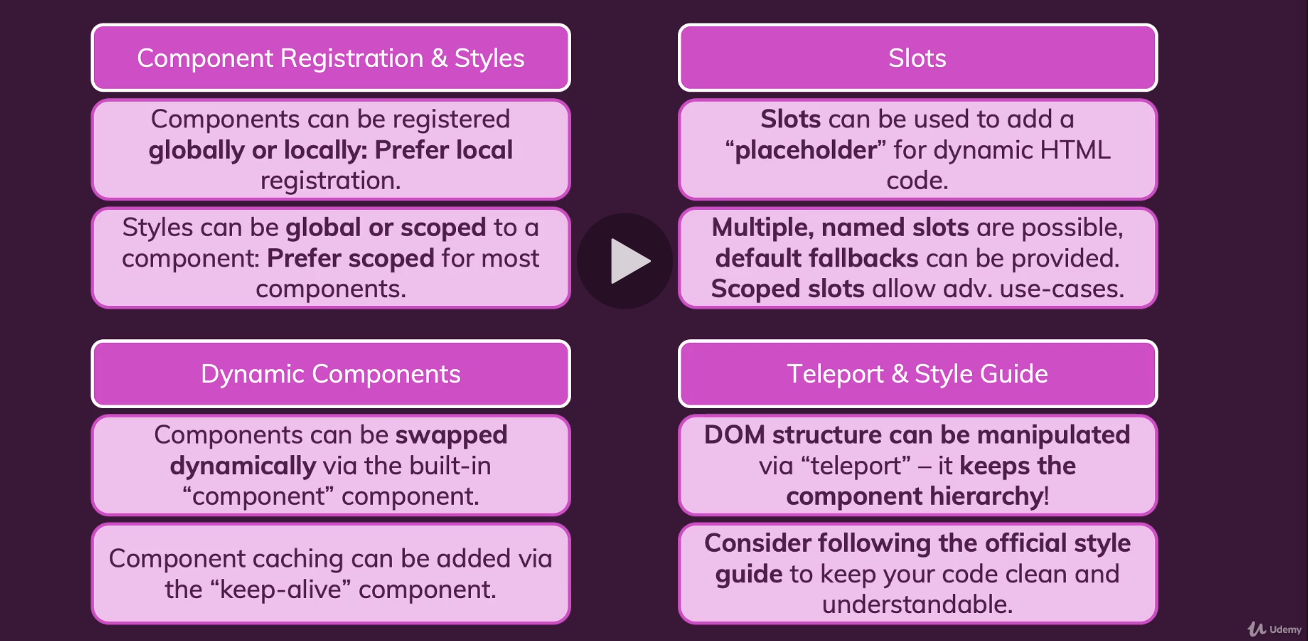 Component Registration & Styles
Components can be registered
globally or locally: Prefer local
registration.
Styles can be global or scoped to a
component: Prefer scoped for most
components.
Slots
Slots can be used to add a
“placeholder” for dynamic HTML
code.
Multiple, named slots are possible,
default fallbacks can be provided.
Scoped slots allow adv. use-cases.
Dynamic Components
Components can be swapped
dynamically via the built-in
“component” component.
Component caching can be added via
the “keep-alive” component.
Teleport & Style Guide
DOM structure can be manipulated
via “teleport” – it keeps the
component hierarchy!
Consider following the official style
guide to keep your code clean and
understandable.
Udemy